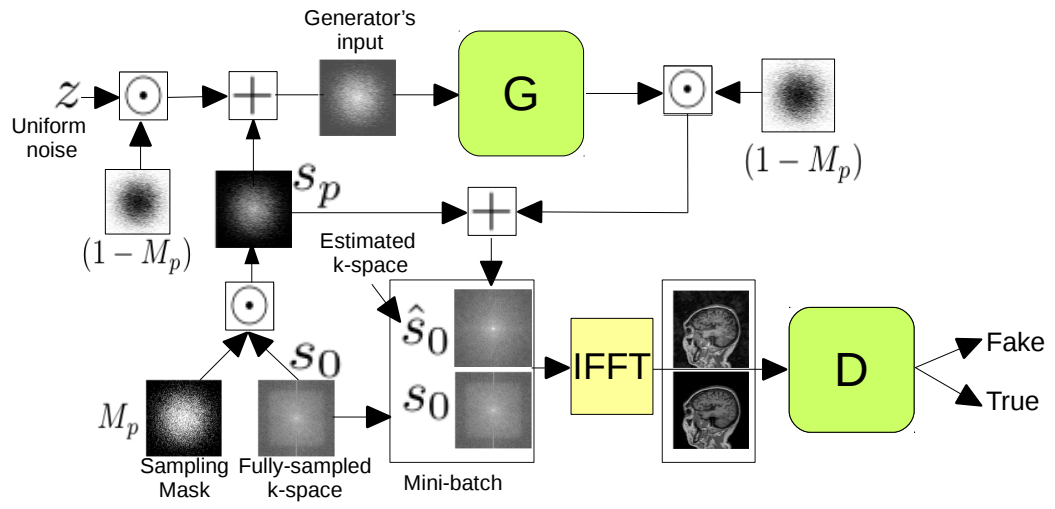 Generator's
input
z
Uniform
noise
G
(1 − M_p)
s_p
(1 − M_p)
Estimated
k-space
ŝ_0
s_0
s_0
IFFT
D
Fake
True
M_p
Sampling
Mask
Fully-sampled
k-space
Mini-batch